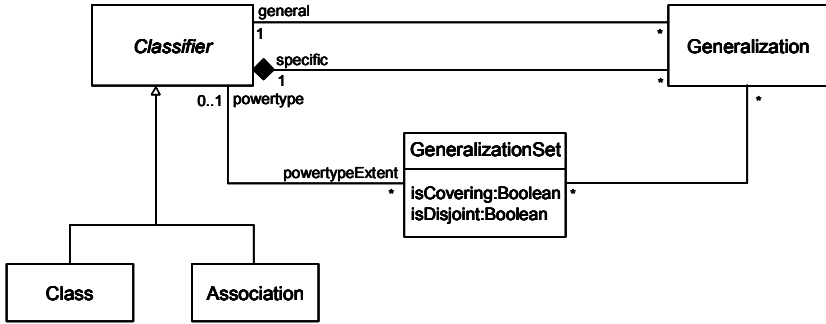 general
Classifier
1
*
Generalization
specific
1
*
0..1
powertype
*
GeneralizationSet
powertypeExtent
*
isCovering:Boolean
*
isDisjoint:Boolean
Class
Association